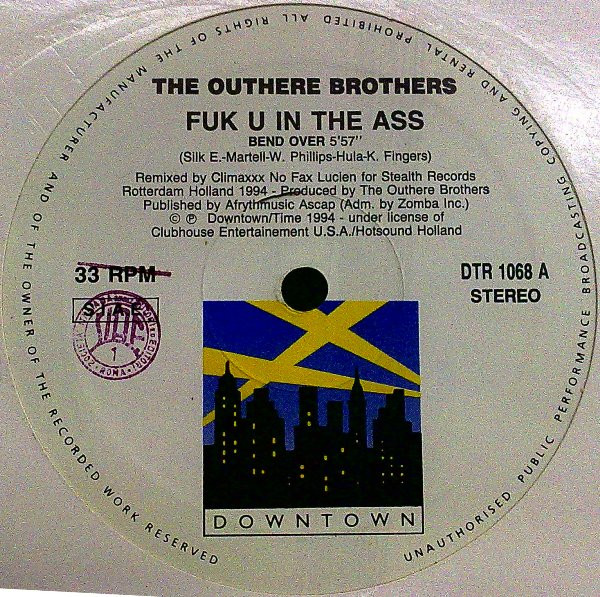 THE OUTHERE BROTHERS
FUK U IN THE ASS
BEND OVER 5'57''
(Silk E.-Martell-W. Phillips-Hula-K. Fingers)
Remixed by Climaxxx No Fax Lucien for Stealth Records
Rotterdam Holland 1994 - Produced by The Outhere Brothers
Published by Afrythmusic Ascap (Adm. by Zomba Inc.)
© ℗ Downtown/Time 1994 - under license of
Clubhouse Entertainement U.S.A./Hotsound Holland
33 RPM
DTR 1068 A
STEREO
ROMA
1
DOWNTOWN
ALL RIGHTS OF THE MANUFACTURER AND OF THE OWNER OF THE RECORDED WORK RESERVED
UNAUTHORISED PUBLIC PERFORMANCE BROADCASTING COPYING AND RENTAL PROHIBITED